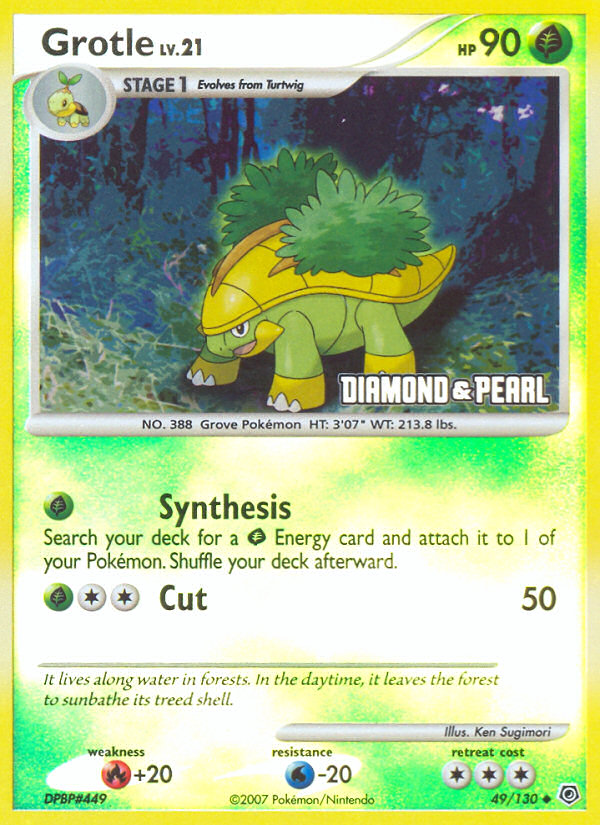 Grotle LV.21
HP 90
STAGE 1 Evolves from Turtwig
DIAMOND & PEARL
NO. 388 Grove Pokémon HT: 3'07" WT: 213.8 lbs.
Synthesis
Search your deck for a Energy card and attach it to 1 of
your Pokémon. Shuffle your deck afterward.
Cut 50
It lives along water in forests. In the daytime, it leaves the forest
to sunbathe its treed shell.
Illus. Ken Sugimori
weakness resistance retreat cost
+20 -20
DPBP#449 ©2007 Pokémon/Nintendo 49/130